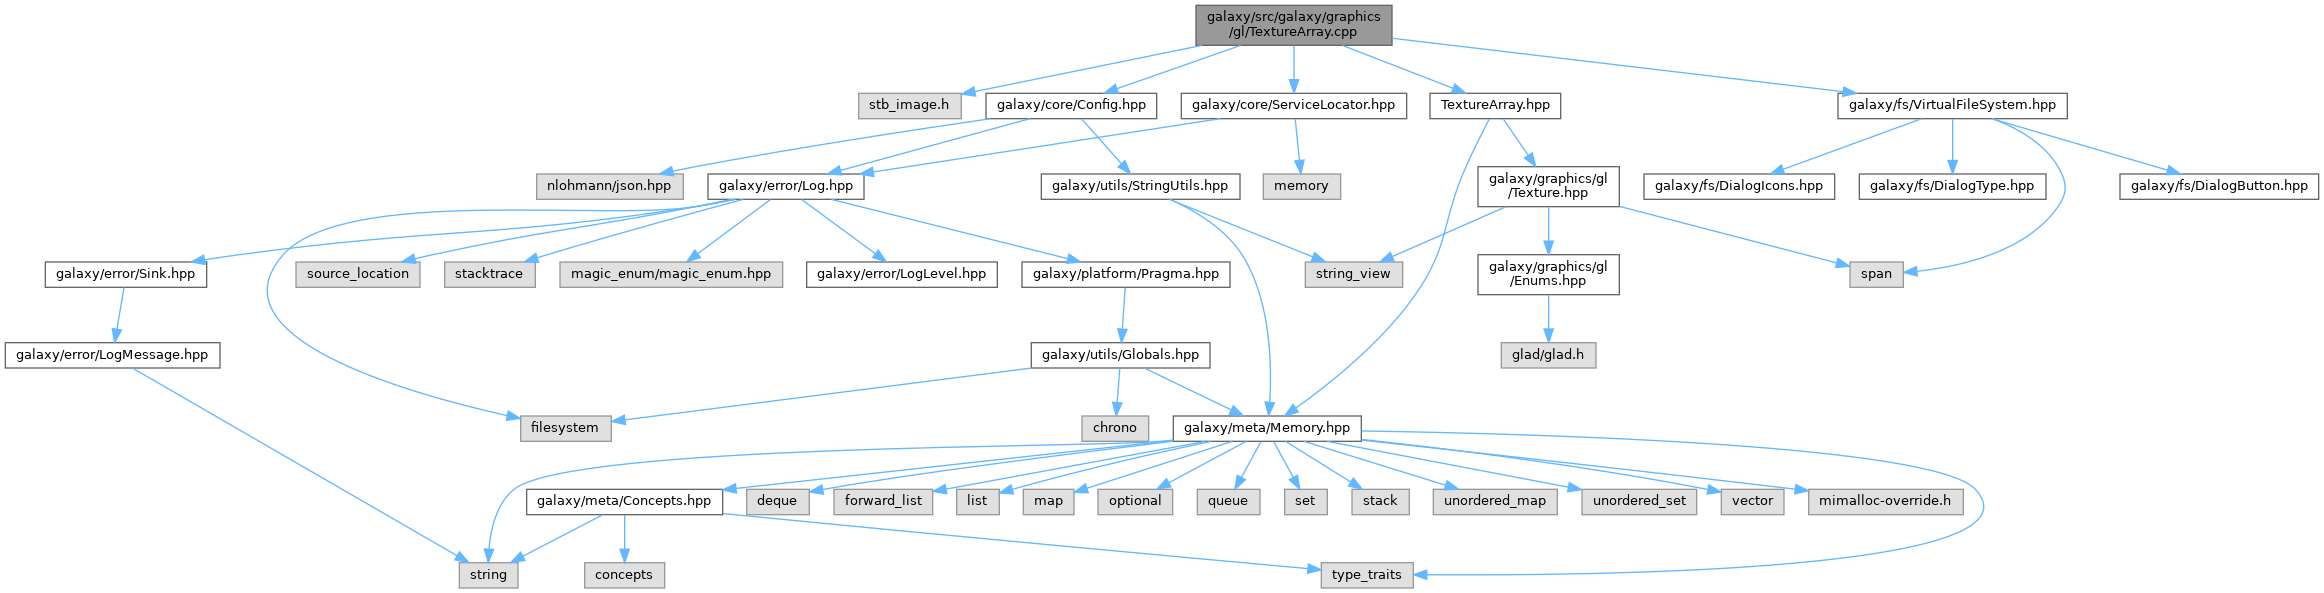 galaxy/src/galaxy/graphics
/gl/TextureArray.cpp
stb_image.h
galaxy/core/Config.hpp
galaxy/core/ServiceLocator.hpp
TextureArray.hpp
galaxy/fs/VirtualFileSystem.hpp
nlohmann/json.hpp
galaxy/error/Log.hpp
galaxy/utils/StringUtils.hpp
memory
galaxy/graphics/gl
/Texture.hpp
galaxy/fs/DialogIcons.hpp
galaxy/fs/DialogType.hpp
galaxy/fs/DialogButton.hpp
galaxy/error/Sink.hpp
source_location
stacktrace
magic_enum/magic_enum.hpp
galaxy/error/LogLevel.hpp
galaxy/platform/Pragma.hpp
string_view
galaxy/graphics/gl
/Enums.hpp
span
galaxy/error/LogMessage.hpp
galaxy/utils/Globals.hpp
glad/glad.h
filesystem
chrono
galaxy/meta/Memory.hpp
galaxy/meta/Concepts.hpp
deque
forward_list
list
map
optional
queue
set
stack
unordered_map
unordered_set
vector
mimalloc-override.h
string
concepts
type_traits